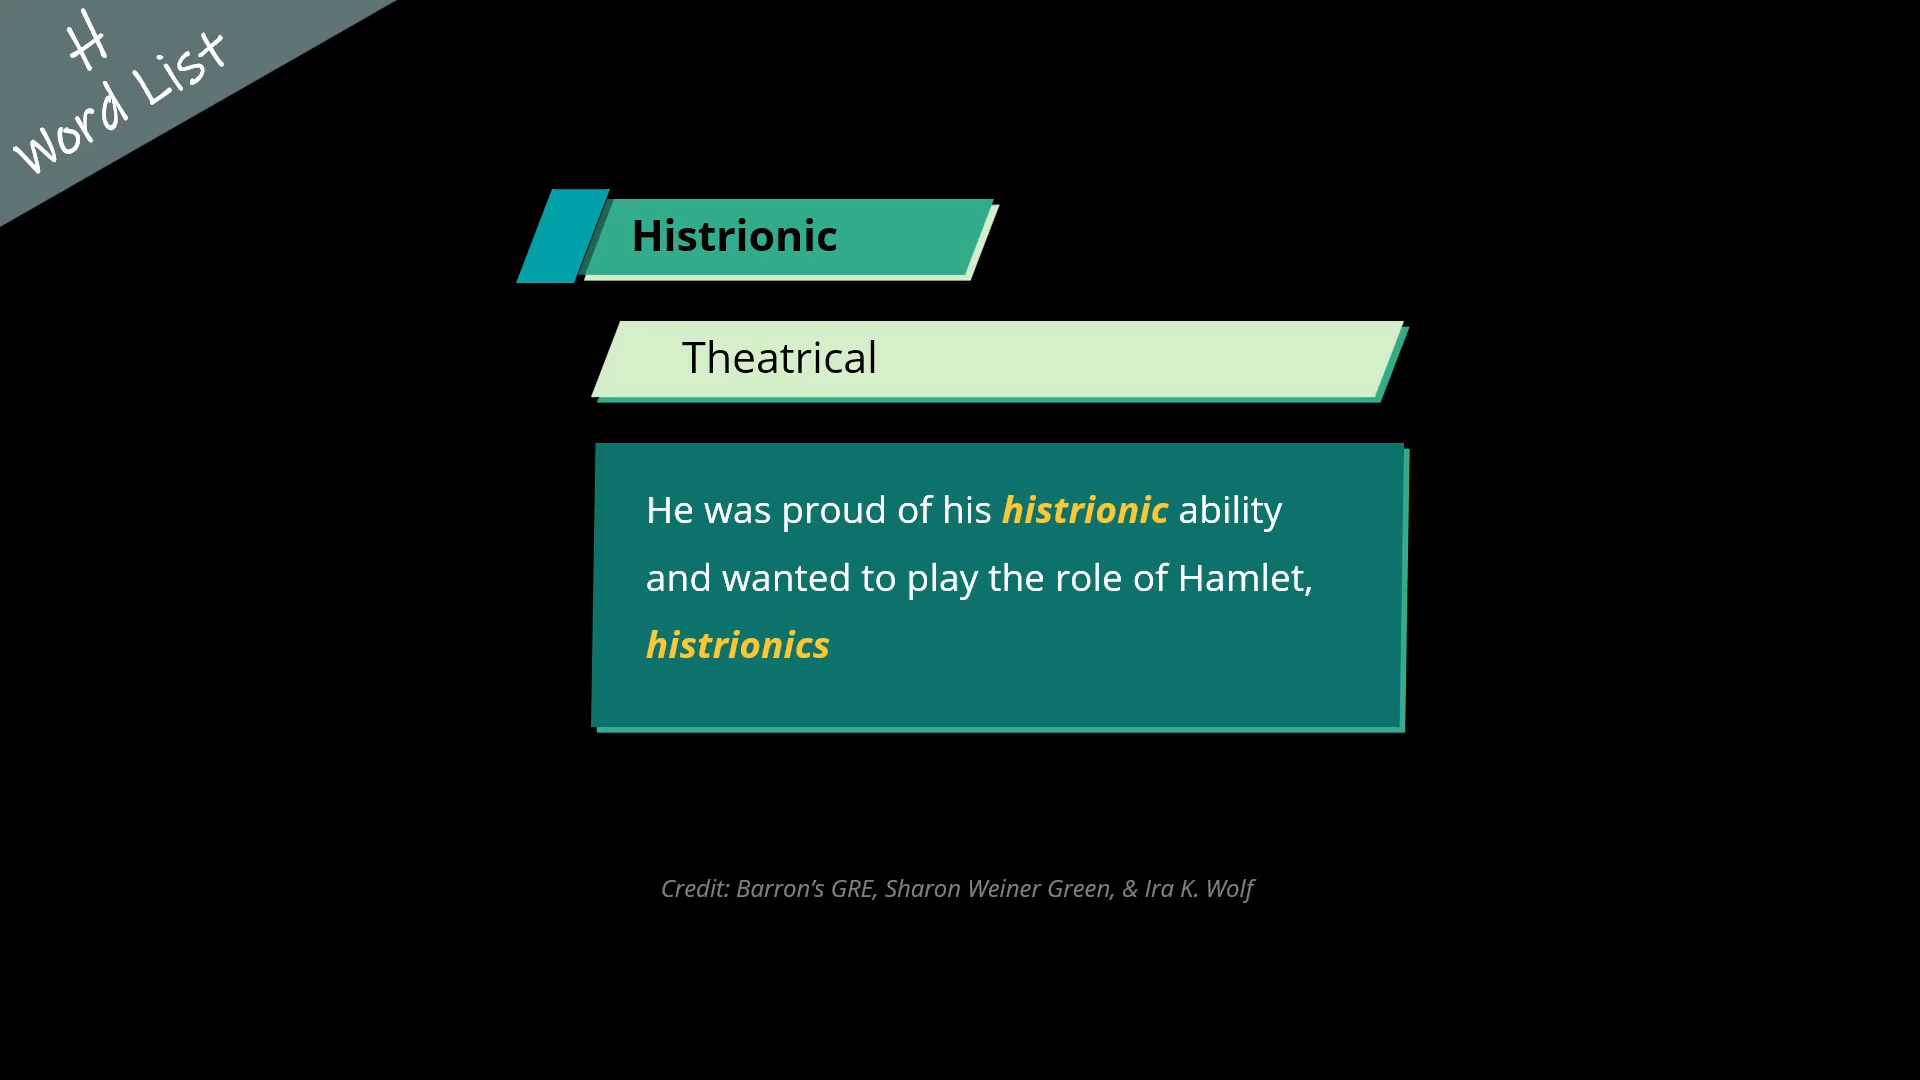 H
Word List
Histrionic
Theatrical
He was proud of his histrionic ability
and wanted to play the role of Hamlet,
histrionics
Credit: Barron’s GRE, Sharon Weiner Green, & Ira K. Wolf